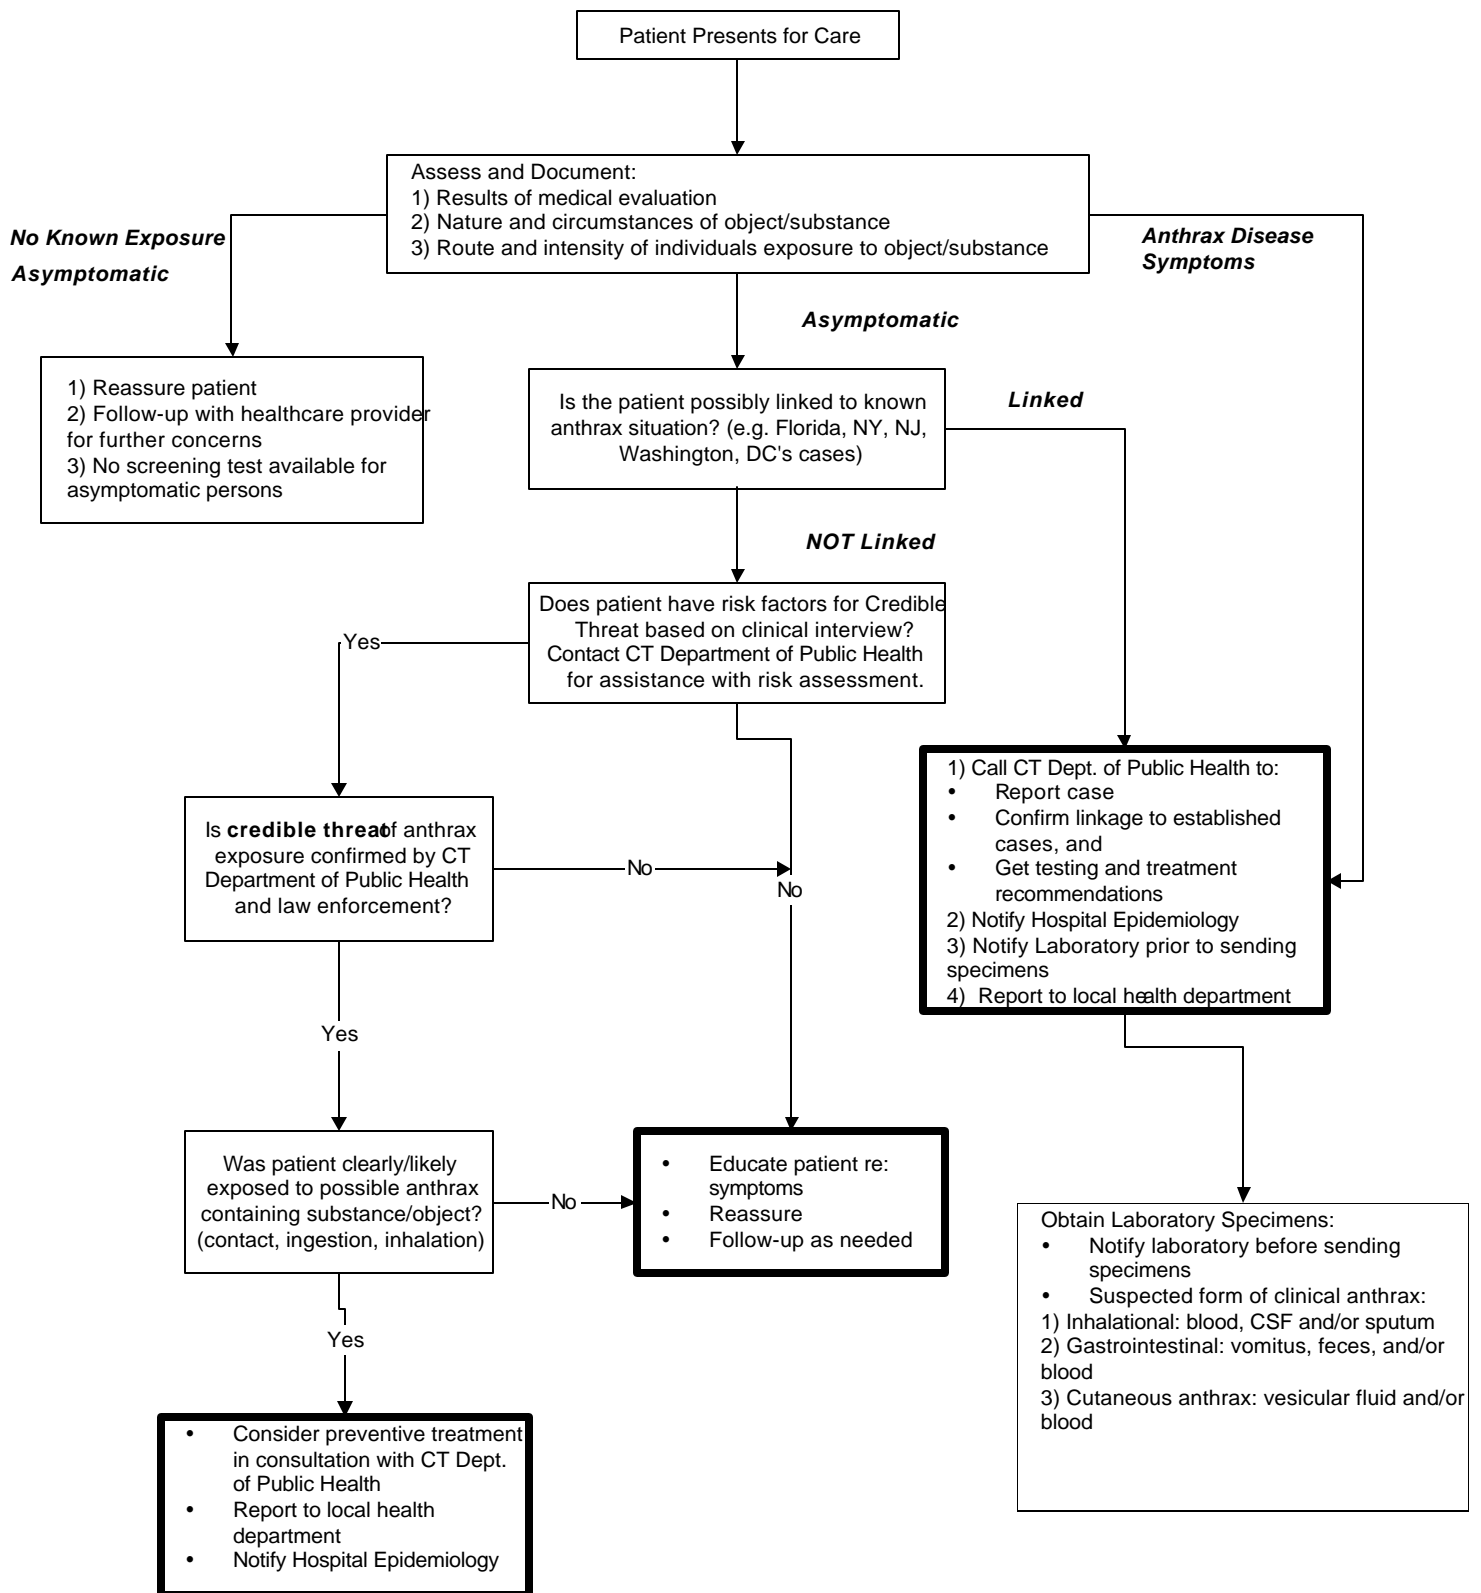 Patient Presents for Care
Assess and Document:
1) Results of medical evaluation
2) Nature and circumstances of object/substance
3) Route and intensity of individuals exposure to object/substance
No Known Exposure
Asymptomatic
Anthrax Disease
Symptoms
Asymptomatic
1) Reassure patient
2) Follow-up with healthcare provider
for further concerns
3) No screening test available for
asymptomatic persons
Is the patient possibly linked to known
anthrax situation? (e.g. Florida, NY, NJ,
Washington, DC's cases)
Linked
NOT Linked
Does patient have risk factors for Credible
Threat based on clinical interview?
Contact CT Department of Public Health
for assistance with risk assessment.
Yes
Is credible threat of anthrax
exposure confirmed by CT
Department of Public Health
and law enforcement?
No
No
1) Call CT Dept. of Public Health to:
• Report case
• Confirm linkage to established
cases, and
• Get testing and treatment
recommendations
2) Notify Hospital Epidemiology
3) Notify Laboratory prior to sending
specimens
4) Report to local health department
Yes
Was patient clearly/likely
exposed to possible anthrax
containing substance/object?
(contact, ingestion, inhalation)
No
• Educate patient re:
symptoms
• Reassure
• Follow-up as needed
Obtain Laboratory Specimens:
• Notify laboratory before sending
specimens
• Suspected form of clinical anthrax:
1) Inhalational: blood, CSF and/or sputum
2) Gastrointestinal: vomitus, feces, and/or
blood
3) Cutaneous anthrax: vesicular fluid and/or
blood
Yes
• Consider preventive treatment
in consultation with CT Dept.
of Public Health
• Report to local health
department
• Notify Hospital Epidemiology